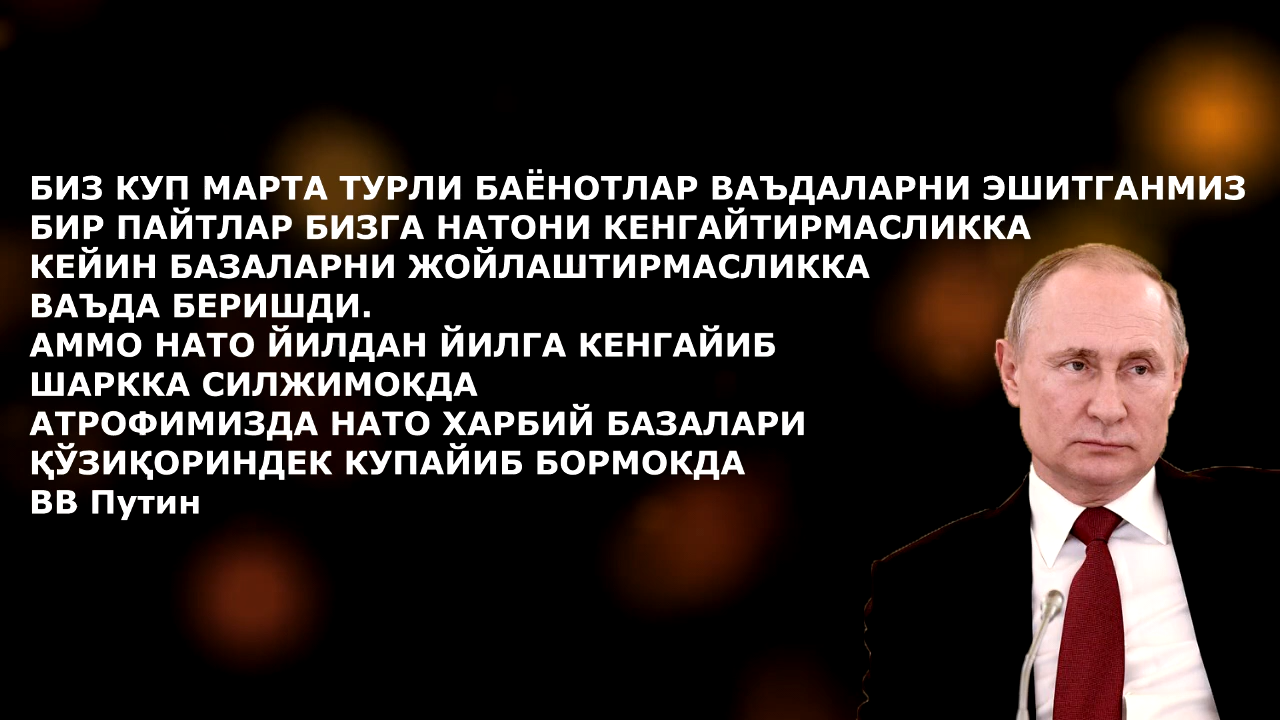 БИЗ КУП МАРТА ТУРЛИ БАЁНОТЛАР ВАЪДАЛАРНИ ЭШИТГАНМИЗ
БИР ПАЙТЛАР БИЗГА НАТОНИ КЕНГАЙТИРМАСЛИККА
КЕЙИН БАЗАЛАРНИ ЖОЙЛАШТИРМАСЛИККА
ВАЪДА БЕРИШДИ.
АММО НАТО ЙИЛДАН ЙИЛГА КЕНГАЙИБ
ШАРККА СИЛЖИМОКДА
АТРОФИМИЗДА НАТО ХАРБИЙ БАЗАЛАРИ
ҚЎЗИҚОРИНДЕК КУПАЙИБ БОРМОКДА
ВВ Путин